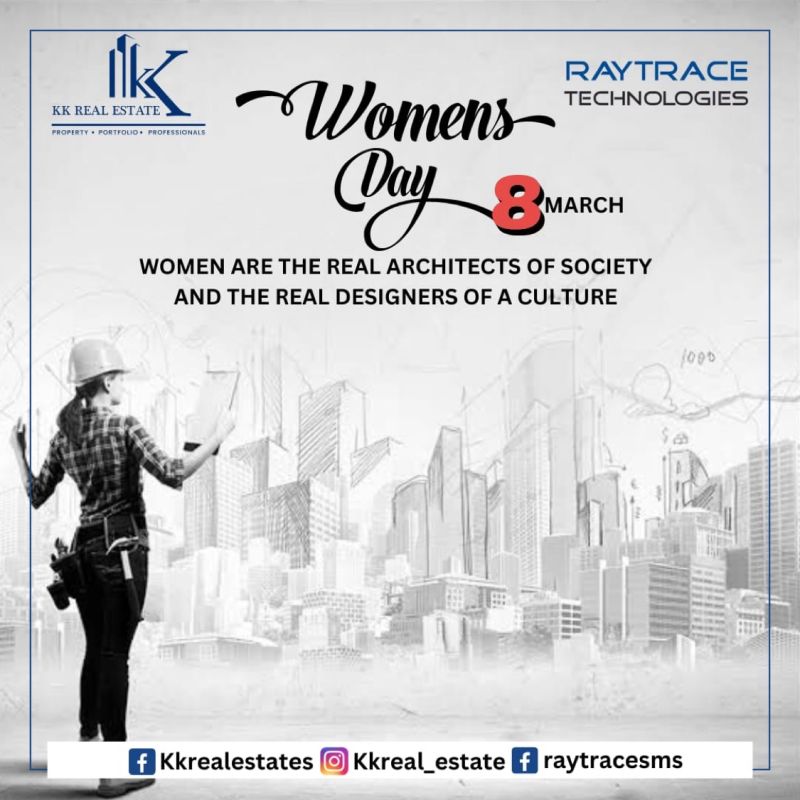 KK REAL ESTATE
PROPERTY • PORTFOLIO • PROFESSIONALS
RAYTRACE
TECHNOLOGIES
Womens
Day
8 MARCH
WOMEN ARE THE REAL ARCHITECTS OF SOCIETY
AND THE REAL DESIGNERS OF A CULTURE
1000
Kkrealestates Kkreal_estate raytracesms